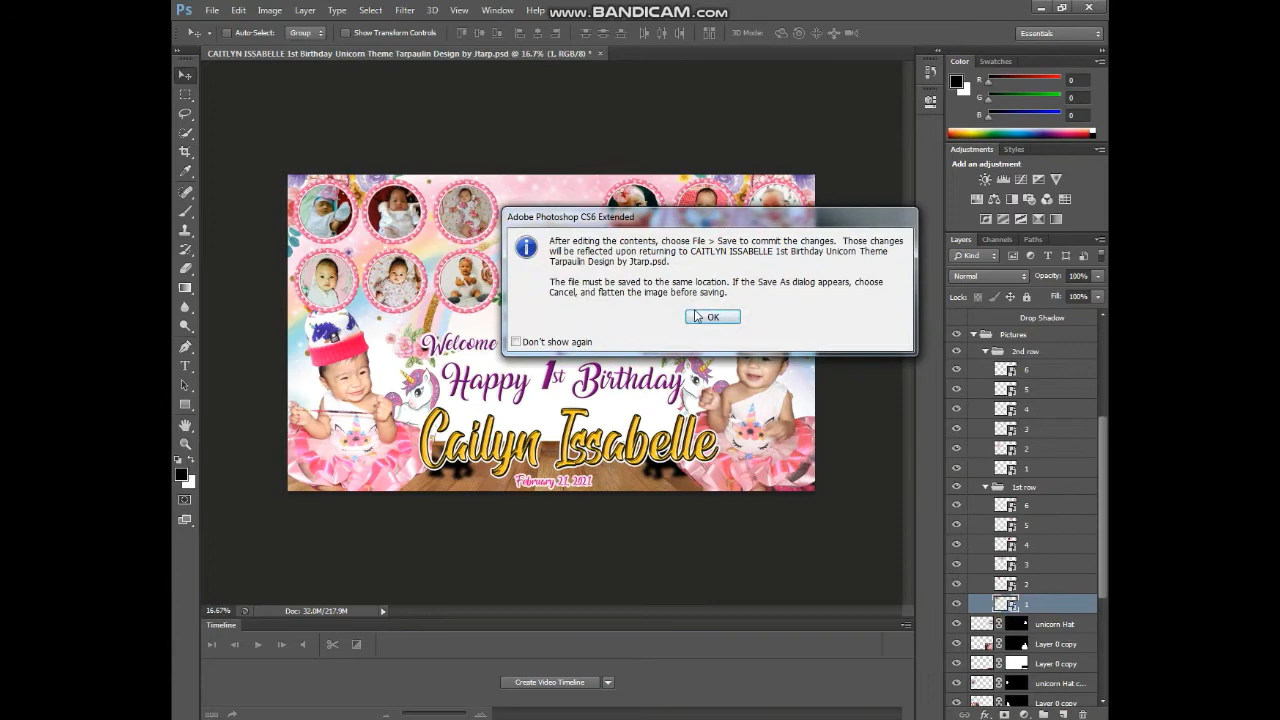 www.BANDICAM.com
Ps File Edit Image Layer Type Select Filter 3D View Window Help
Auto-Select: Group Show Transform Controls 3D Mode: Essentials
CAITLYN ISSABELLE 1st Birthday Unicorn Theme Tarpaulin Design by Jtarp.psd @ 16.7% (1, RGB/8) *
Color Swatches
R 0
G 0
B 0
Adjustments Styles
Add an adjustment
Adobe Photoshop CS6 Extended
After editing the contents, choose File > Save to commit the changes. Those changes
will be reflected upon returning to CAITLYN ISSABELLE 1st Birthday Unicorn Theme
Tarpaulin Design by Jtarp.psd.
The file must be saved to the same location. If the Save As dialog appears, choose
Cancel, and flatten the image before saving.
OK
Don't show again
Welcome
Happy 1st Birthday
Cailyn Issabelle
February 21, 2021
Layers Channels Paths
Kind
Normal Opacity: 100%
Lock: Fill: 100%
Drop Shadow
Pictures
2nd row
6
5
4
3
2
1
1st row
6
5
4
3
2
1
unicorn Hat
Layer 0 copy
Layer 0 copy
unicorn Hat c...
Layer 0 copy
16.67% Doc: 32.0M/217.9M
Timeline
Create Video Timeline